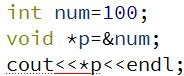 int num=100;
void *p=&num;
cout<<*p<<endl;